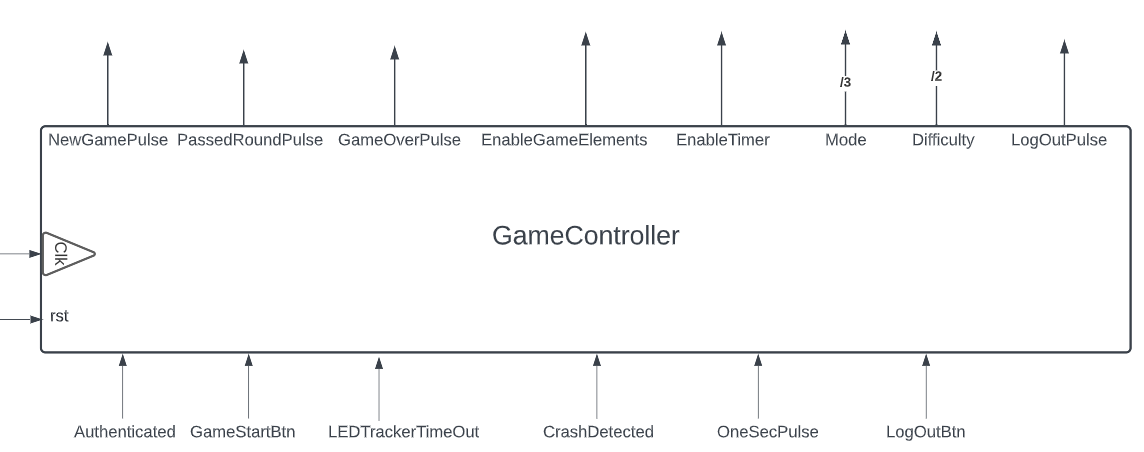 /3
/2
NewGamePulse PassedRoundPulse GameOverPulse EnableGameElements EnableTimer Mode Difficulty LogOutPulse
GameController
Clk
rst
Authenticated GameStartBtn LEDTrackerTimeOut CrashDetected OneSecPulse LogOutBtn